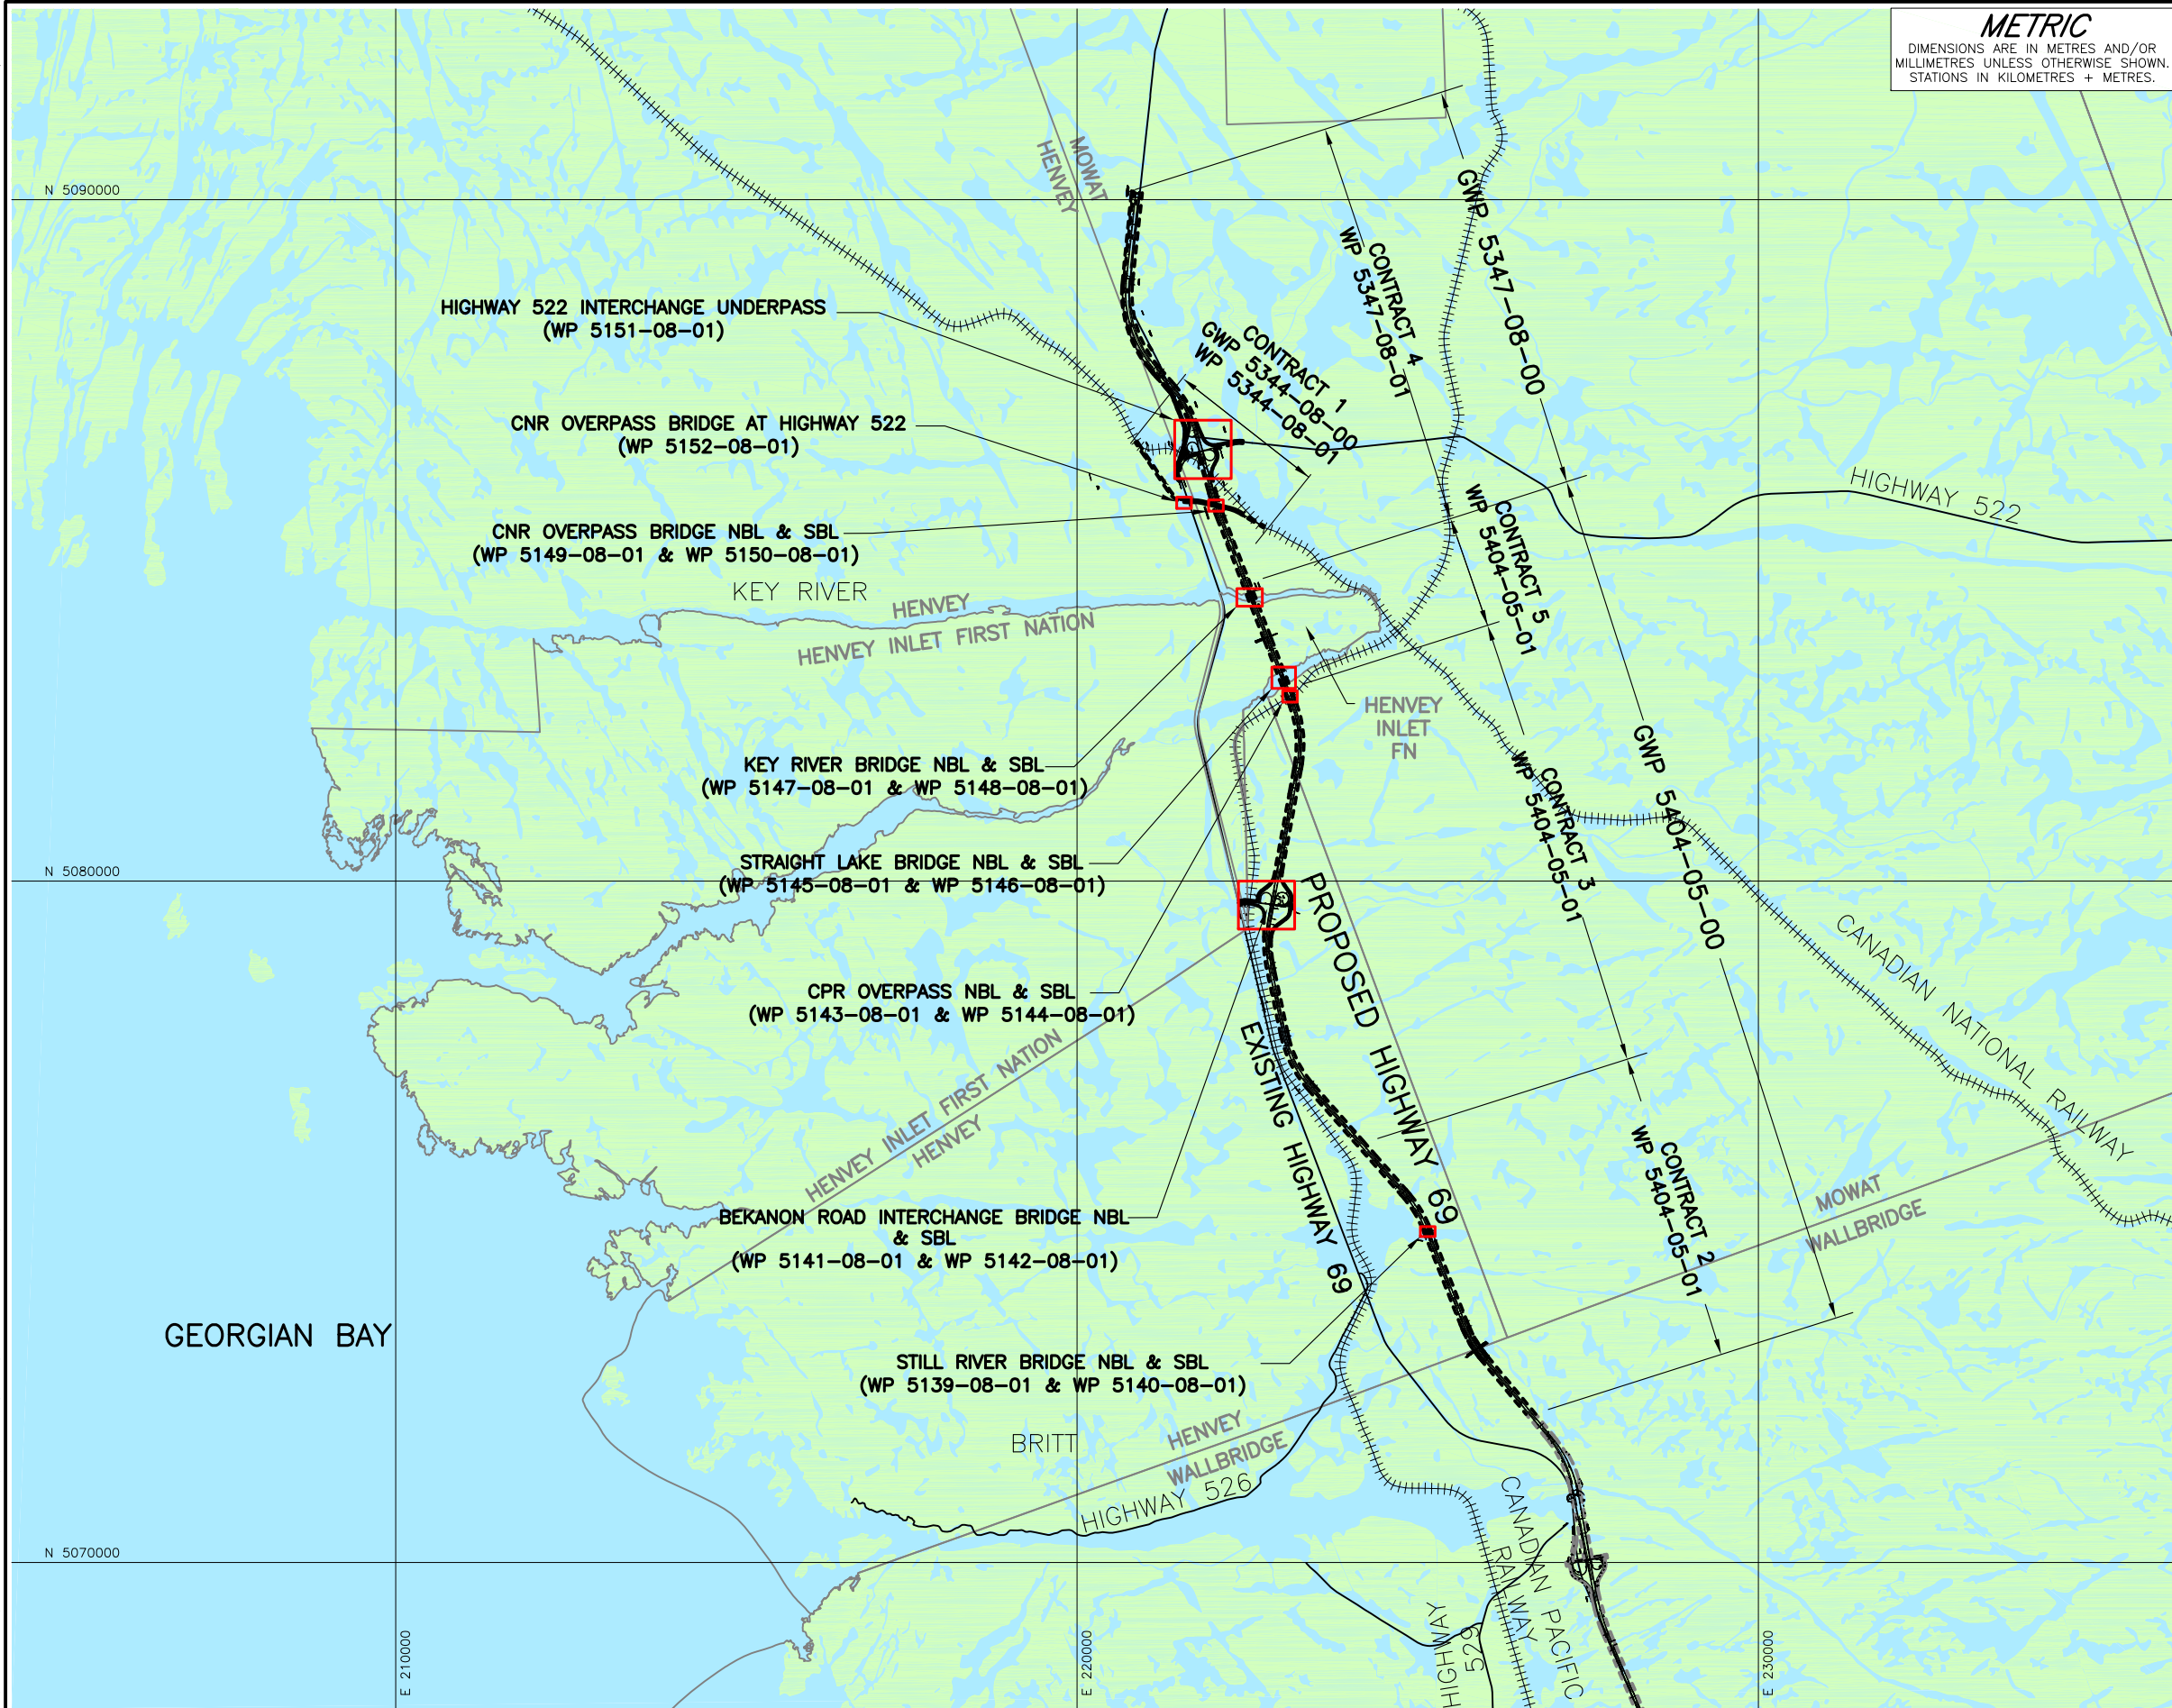 METRIC
DIMENSIONS ARE IN METRES AND/OR
MILLIMETRES UNLESS OTHERWISE SHOWN.
STATIONS IN KILOMETRES + METRES.
N 5090000
MOWAT
HENVEY
GWP 5347-08-00
CONTRACT 4
WP 5347-08-01
CONTRACT 1
GWP 5344-08-00
WP 5344-08-01
HIGHWAY 522 INTERCHANGE UNDERPASS
(WP 5151-08-01)
CNR OVERPASS BRIDGE AT HIGHWAY 522
(WP 5152-08-01)
HIGHWAY 522
CNR OVERPASS BRIDGE NBL & SBL
(WP 5149-08-01 & WP 5150-08-01)
CONTRACT 5
WP 5404-05-01
KEY RIVER
HENVEY
HENVEY INLET FIRST NATION
HENVEY
INLET
FN
KEY RIVER BRIDGE NBL & SBL
(WP 5147-08-01 & WP 5148-08-01)
GWP 5404-05-00
CONTRACT 3
WP 5404-05-01
STRAIGHT LAKE BRIDGE NBL & SBL
(WP 5145-08-01 & WP 5146-08-01)
N 5080000
PROPOSED HIGHWAY 69
CANADIAN NATIONAL RAILWAY
CPR OVERPASS NBL & SBL
(WP 5143-08-01 & WP 5144-08-01)
EXISTING HIGHWAY 69
HENVEY INLET FIRST NATION
HENVEY
CONTRACT 2
WP 5404-05-01
MOWAT
WALLBRIDGE
BEKANON ROAD INTERCHANGE BRIDGE NBL
& SBL
(WP 5141-08-01 & WP 5142-08-01)
GEORGIAN BAY
STILL RIVER BRIDGE NBL & SBL
(WP 5139-08-01 & WP 5140-08-01)
BRITT
HENVEY
WALLBRIDGE
HIGHWAY 526
CANADIAN PACIFIC
RAILWAY
N 5070000
HIGHWAY
529
E 210000
E 220000
E 230000